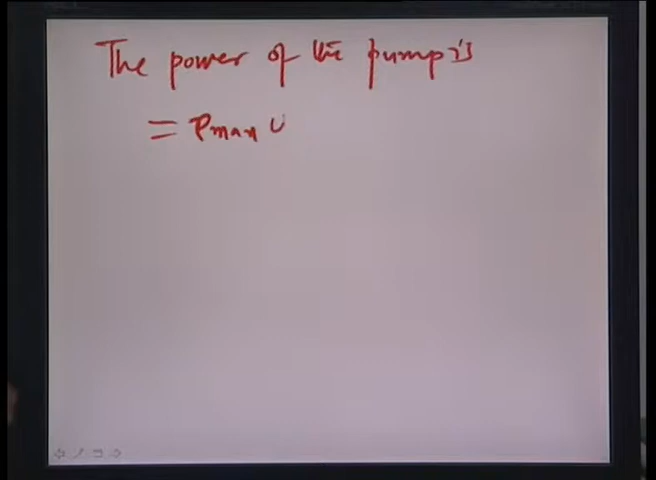 The power of the pump is
= Pmax U